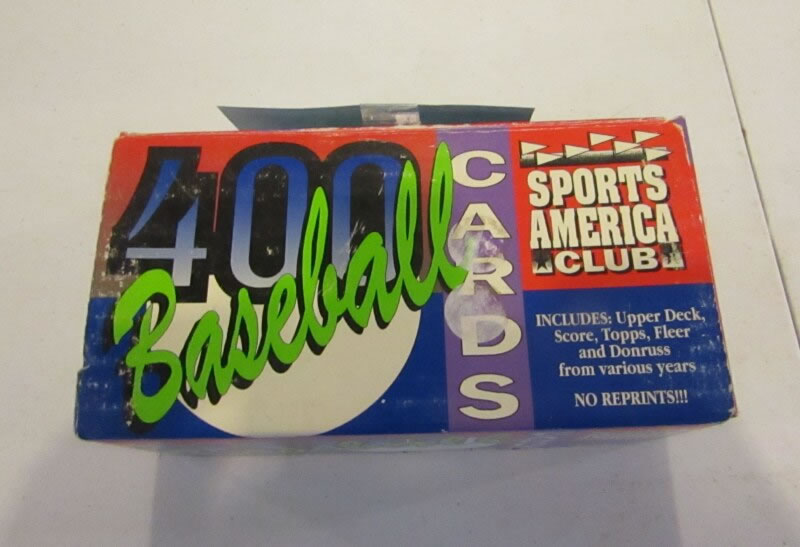 400
Baseball
CARDS
SPORTS
AMERICA
CLUB
INCLUDES: Upper Deck,
Score, Topps, Fleer
and Donruss
from various years
NO REPRINTS!!!